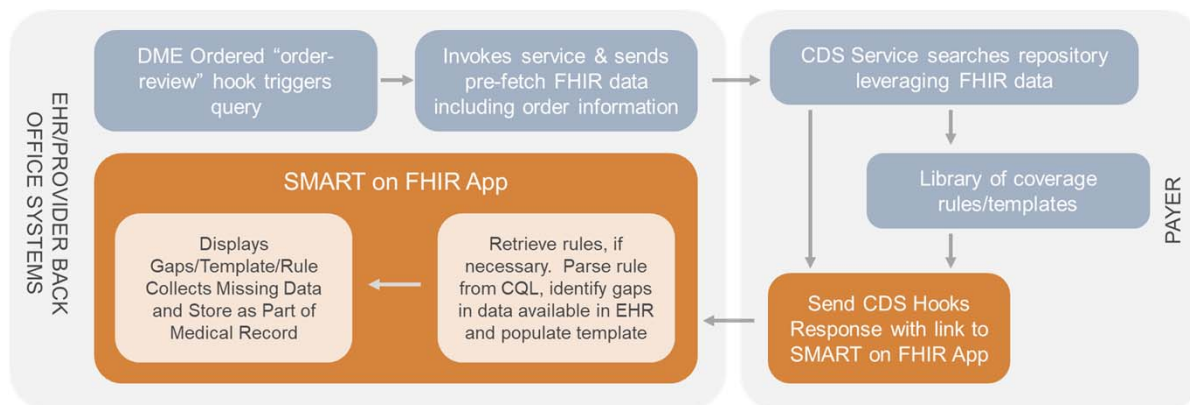 EHR/PROVIDER BACK
OFFICE SYSTEMS
DME Ordered “order-
review” hook triggers
query
Invokes service & sends
pre-fetch FHIR data
including order information
CDS Service searches repository
leveraging FHIR data
Library of coverage
rules/templates
PAYER
Send CDS Hooks
Response with link to
SMART on FHIR App
SMART on FHIR App
Retrieve rules, if
necessary.  Parse rule
from CQL, identify gaps
in data available in EHR
and populate template
Displays
Gaps/Template/Rule
Collects Missing Data
and Store as Part of
Medical Record